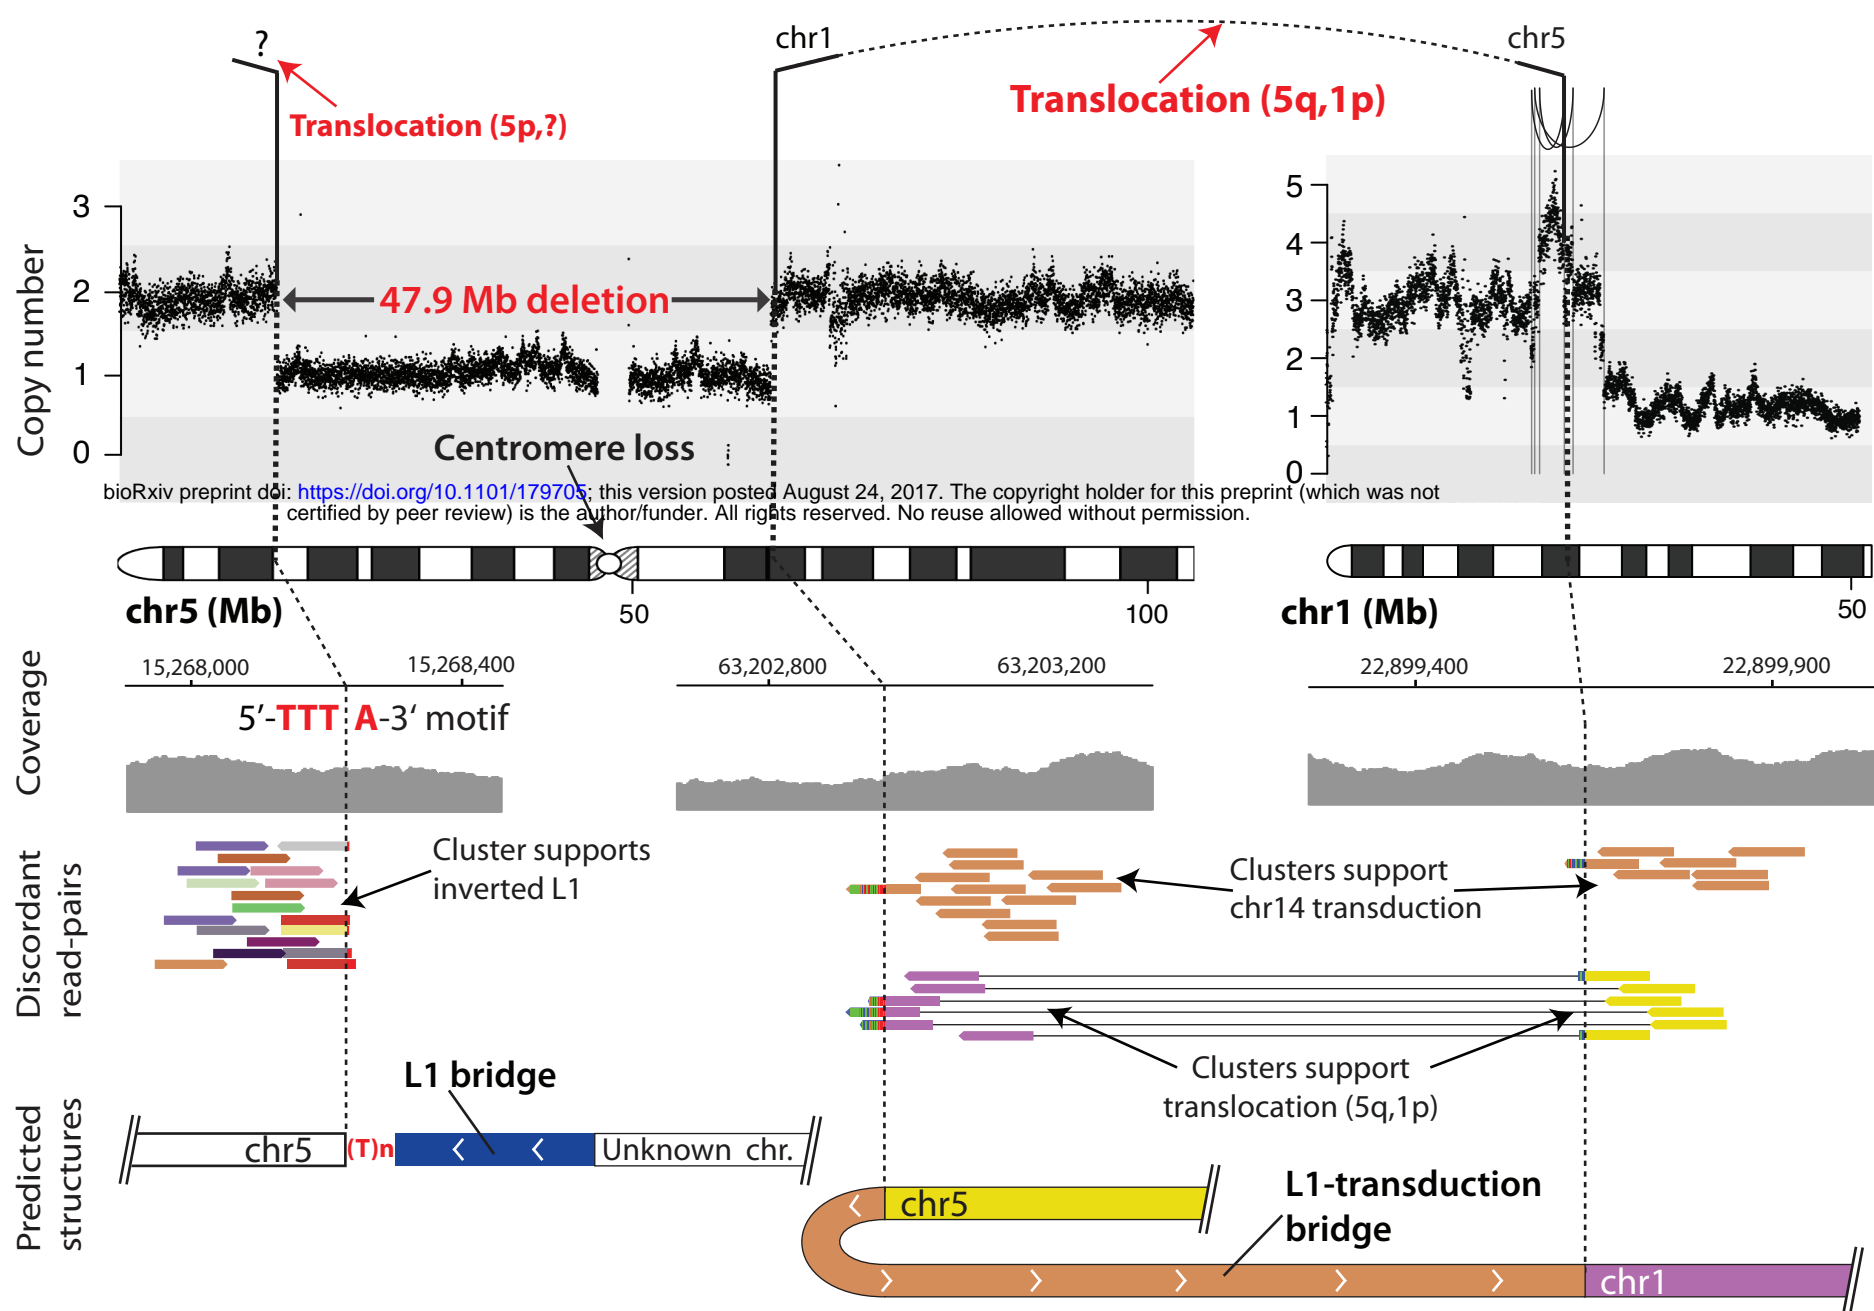 ?
chr1
chr5
Translocation (5p,?)
Translocation (5q,1p)
Copy number
3
2
1
0
47.9 Mb deletion
Centromere loss
5
4
3
2
1
0
bioRxiv preprint doi: https://doi.org/10.1101/179705; this version posted August 24, 2017. The copyright holder for this preprint (which was not
certified by peer review) is the author/funder. All rights reserved. No reuse allowed without permission.
chr5 (Mb)
50
100
chr1 (Mb)
50
Coverage
15,268,000
15,268,400
63,202,800
63,203,200
22,899,400
22,899,900
5′-TTT A-3‘ motif
Discordant
read-pairs
Cluster supports
inverted L1
Clusters support
chr14 transduction
Clusters support
translocation (5q,1p)
Predicted
structures
L1 bridge
chr5
(T)n
Unknown chr.
chr5
L1-transduction
bridge
chr1